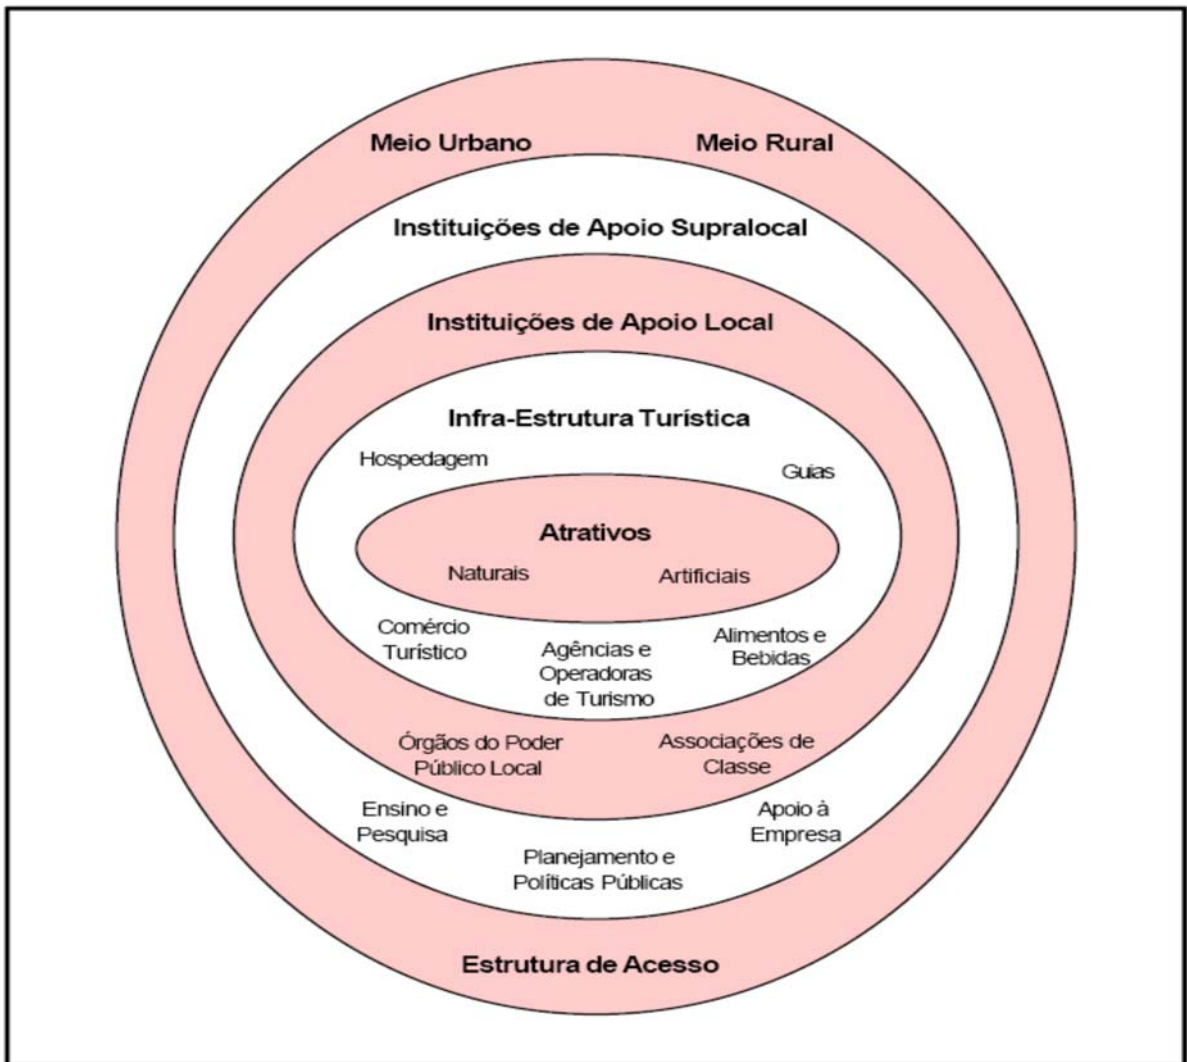 Meio Urbano
Meio Rural
Instituições de Apoio Supralocal
Instituições de Apoio Local
Infra-Estrutura Turística
Hospedagem
Guias
Atrativos
Naturais
Artificiais
Comércio
Turístico
Agências e
Operadoras
de Turismo
Alimentos e
Bebidas
Órgãos do Poder
Público Local
Associações de
Classe
Ensino e
Pesquisa
Planejamento e
Políticas Públicas
Apoio à
Empresa
Estrutura de Acesso